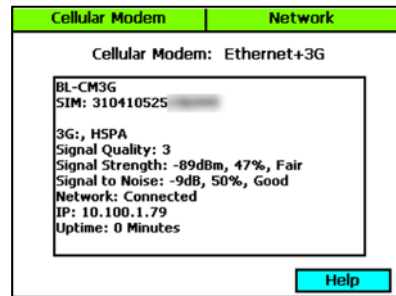 Cellular Modem Network
Cellular Modem: Ethernet+3G
BL-CM3G
SIM: 310410525
3G:, HSPA
Signal Quality: 3
Signal Strength: -89dBm, 47%, Fair
Signal to Noise: -9dB, 50%, Good
Network: Connected
IP: 10.100.1.79
Uptime: 0 Minutes
Help